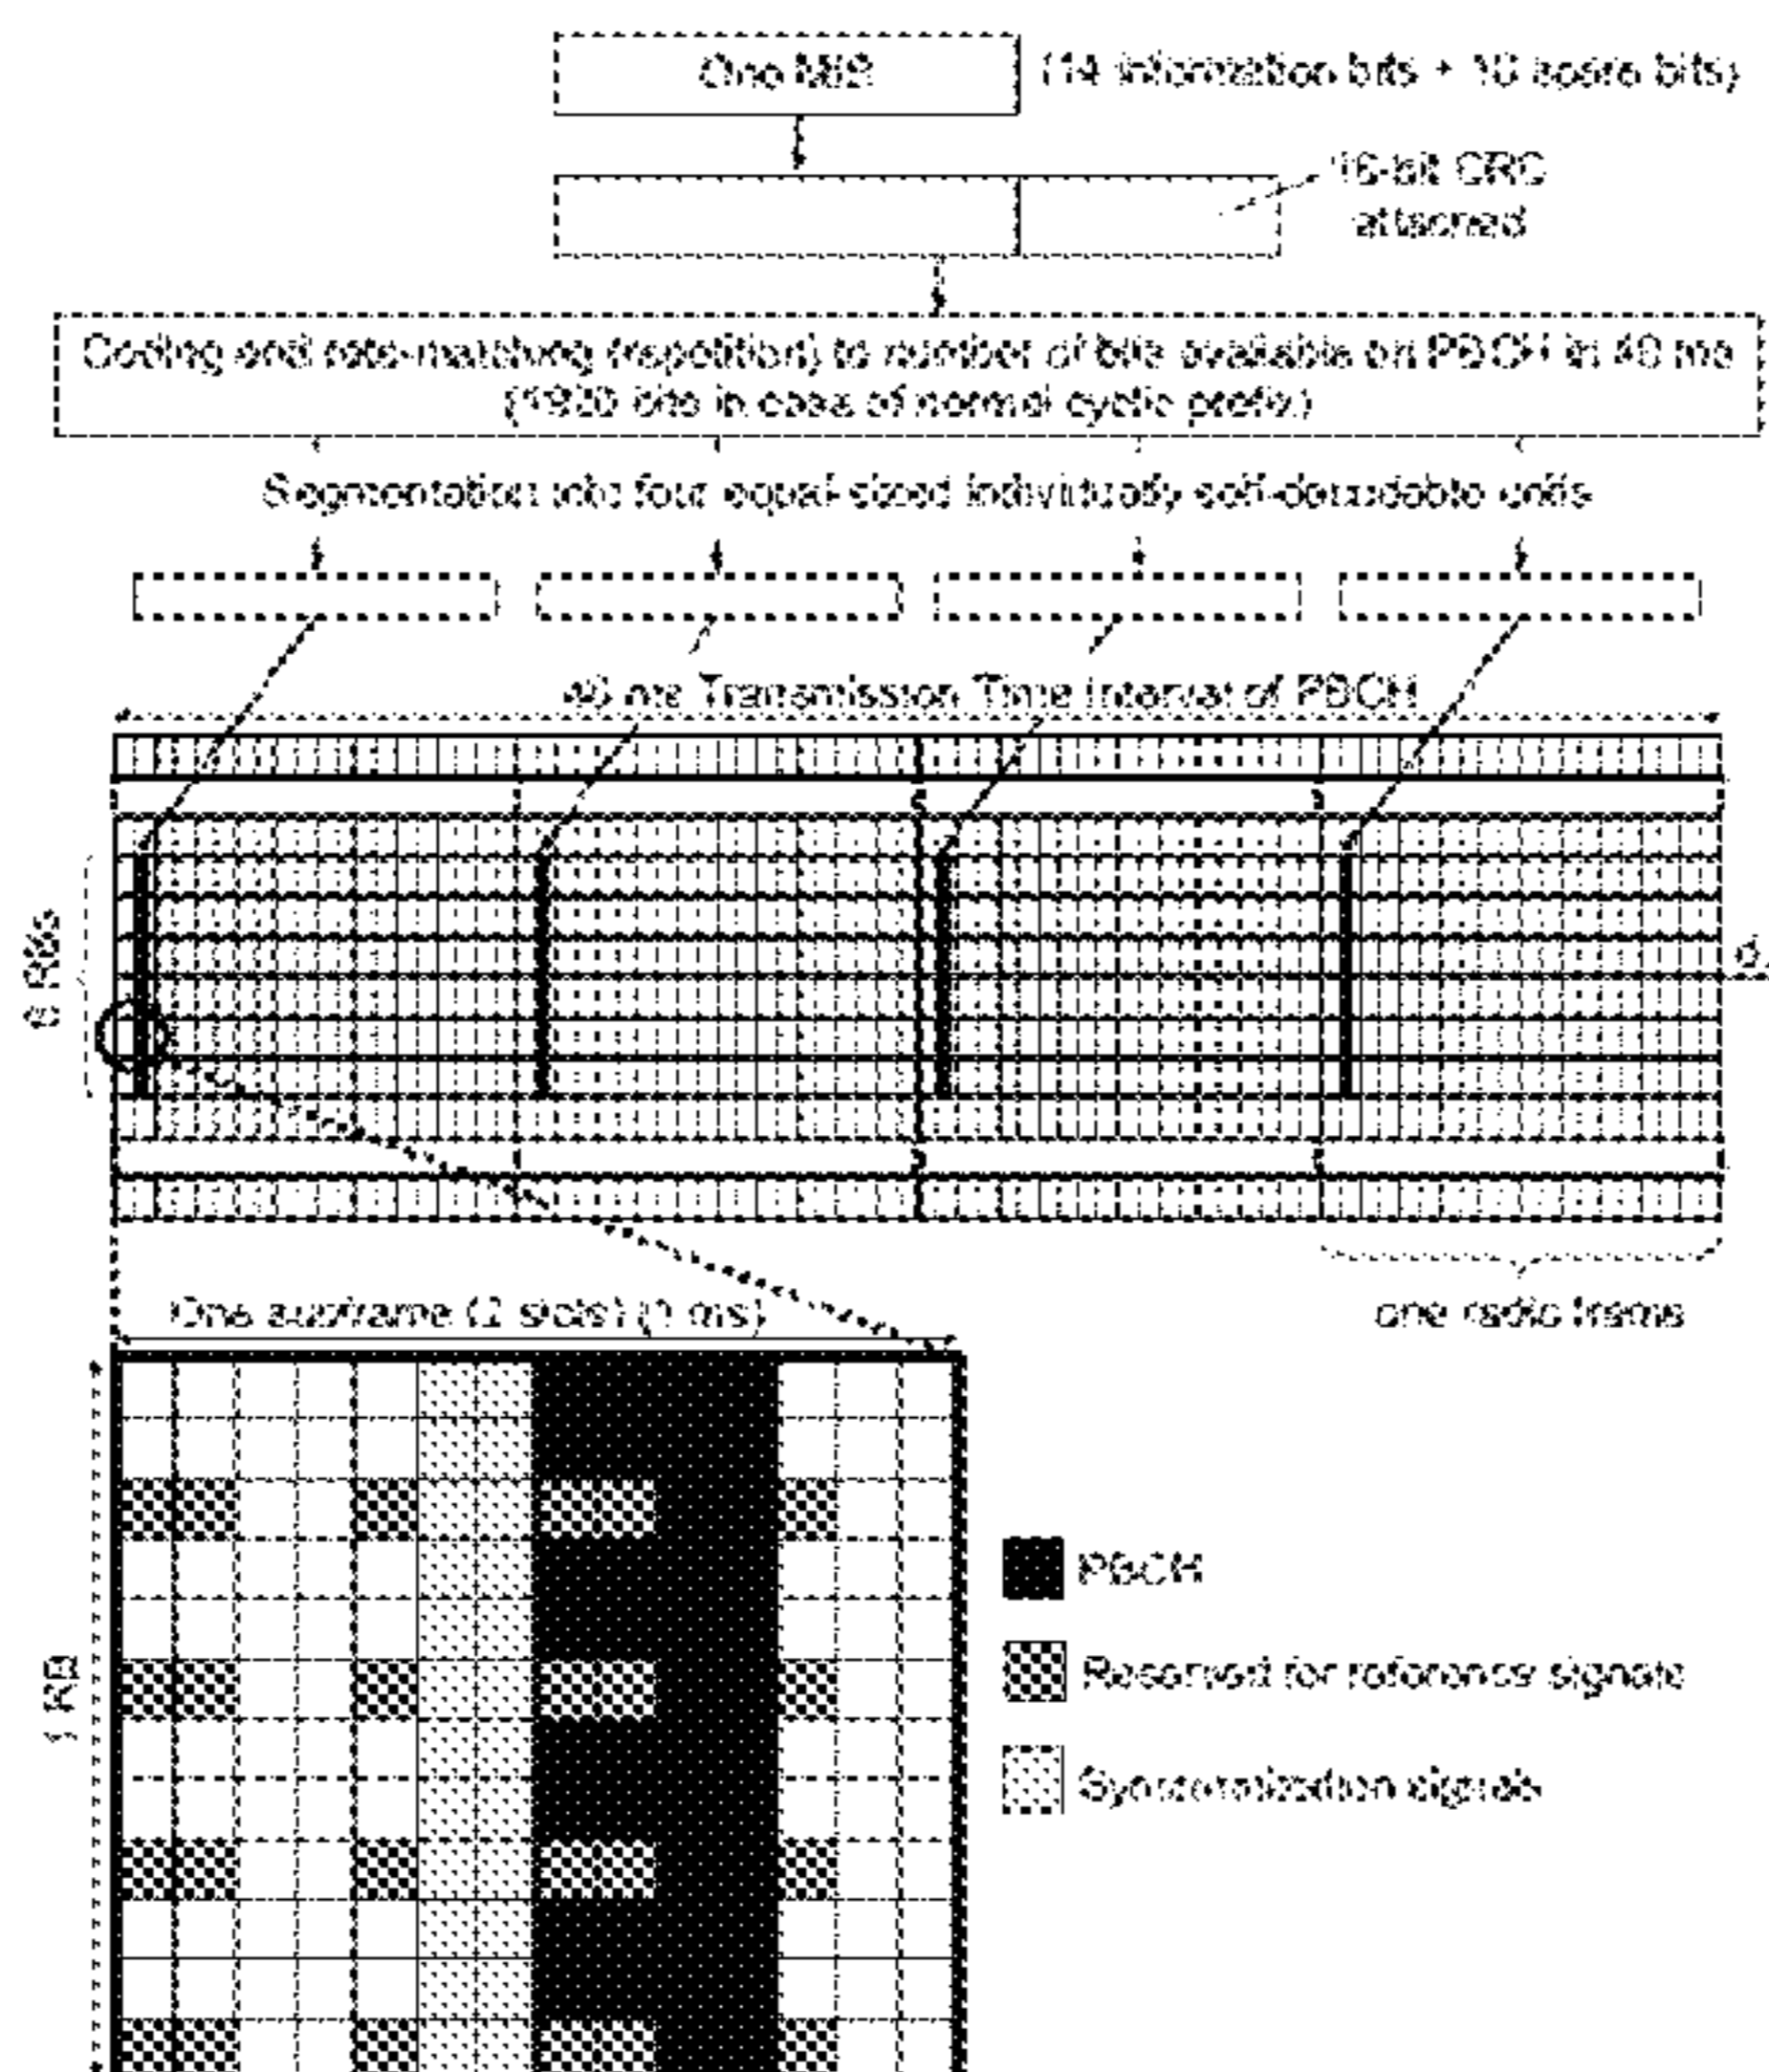 One MIB
(14 information bits + 10 spare bits)
16-bit CRC
attached
Coding and rate-matching (repetition) to number of bits available on PBCH in 40 ms
(1920 bits in case of normal cyclic prefix)
Segmentation into four equal-sized individually self-decodable units
40 ms Transmission Time Interval of PBCH
6 RBs
one radio frame
One subframe (2 slots) (1 ms)
1 RB
PBCH
Reserved for reference signals
Synchronization signals